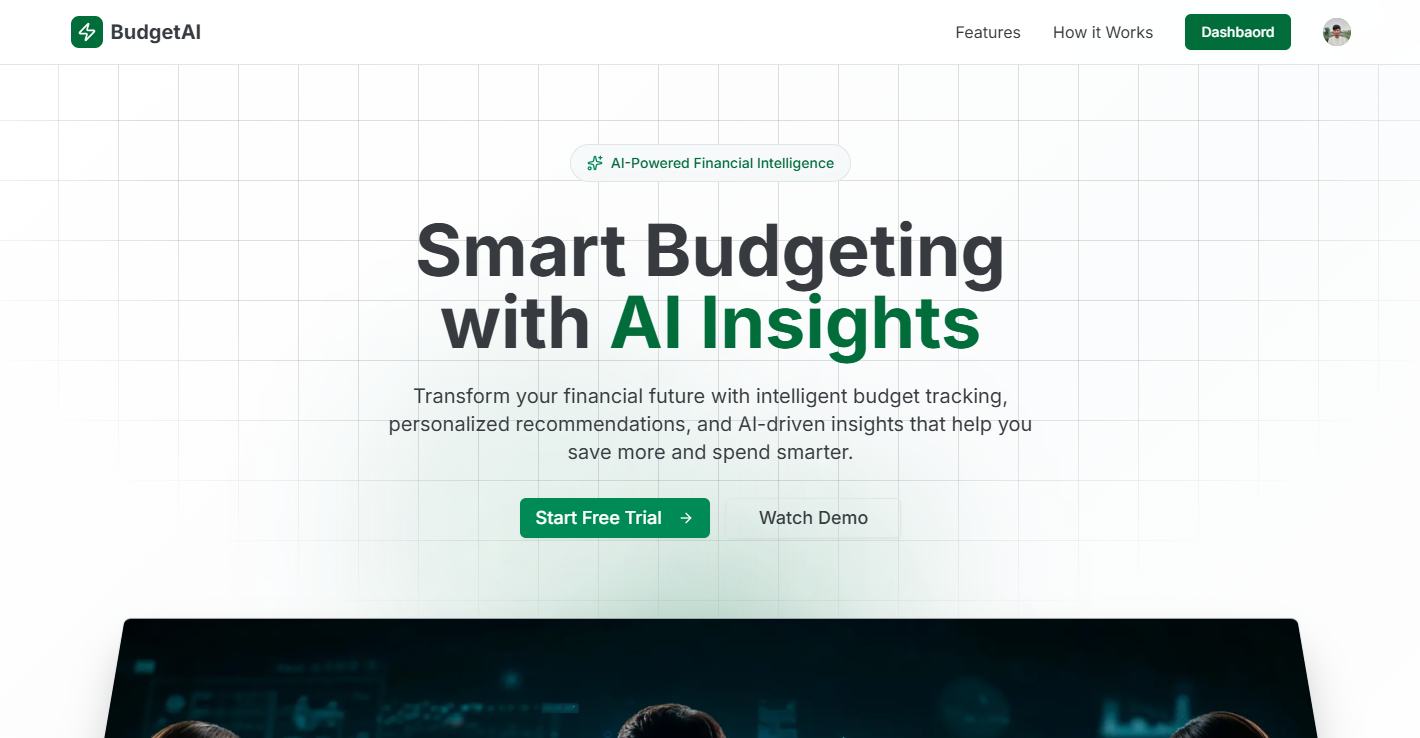 BudgetAI
Features
How it Works
Dashbaord
AI-Powered Financial Intelligence
Smart Budgeting
with AI Insights
Transform your financial future with intelligent budget tracking,
personalized recommendations, and AI-driven insights that help you
save more and spend smarter.
Start Free Trial
Watch Demo